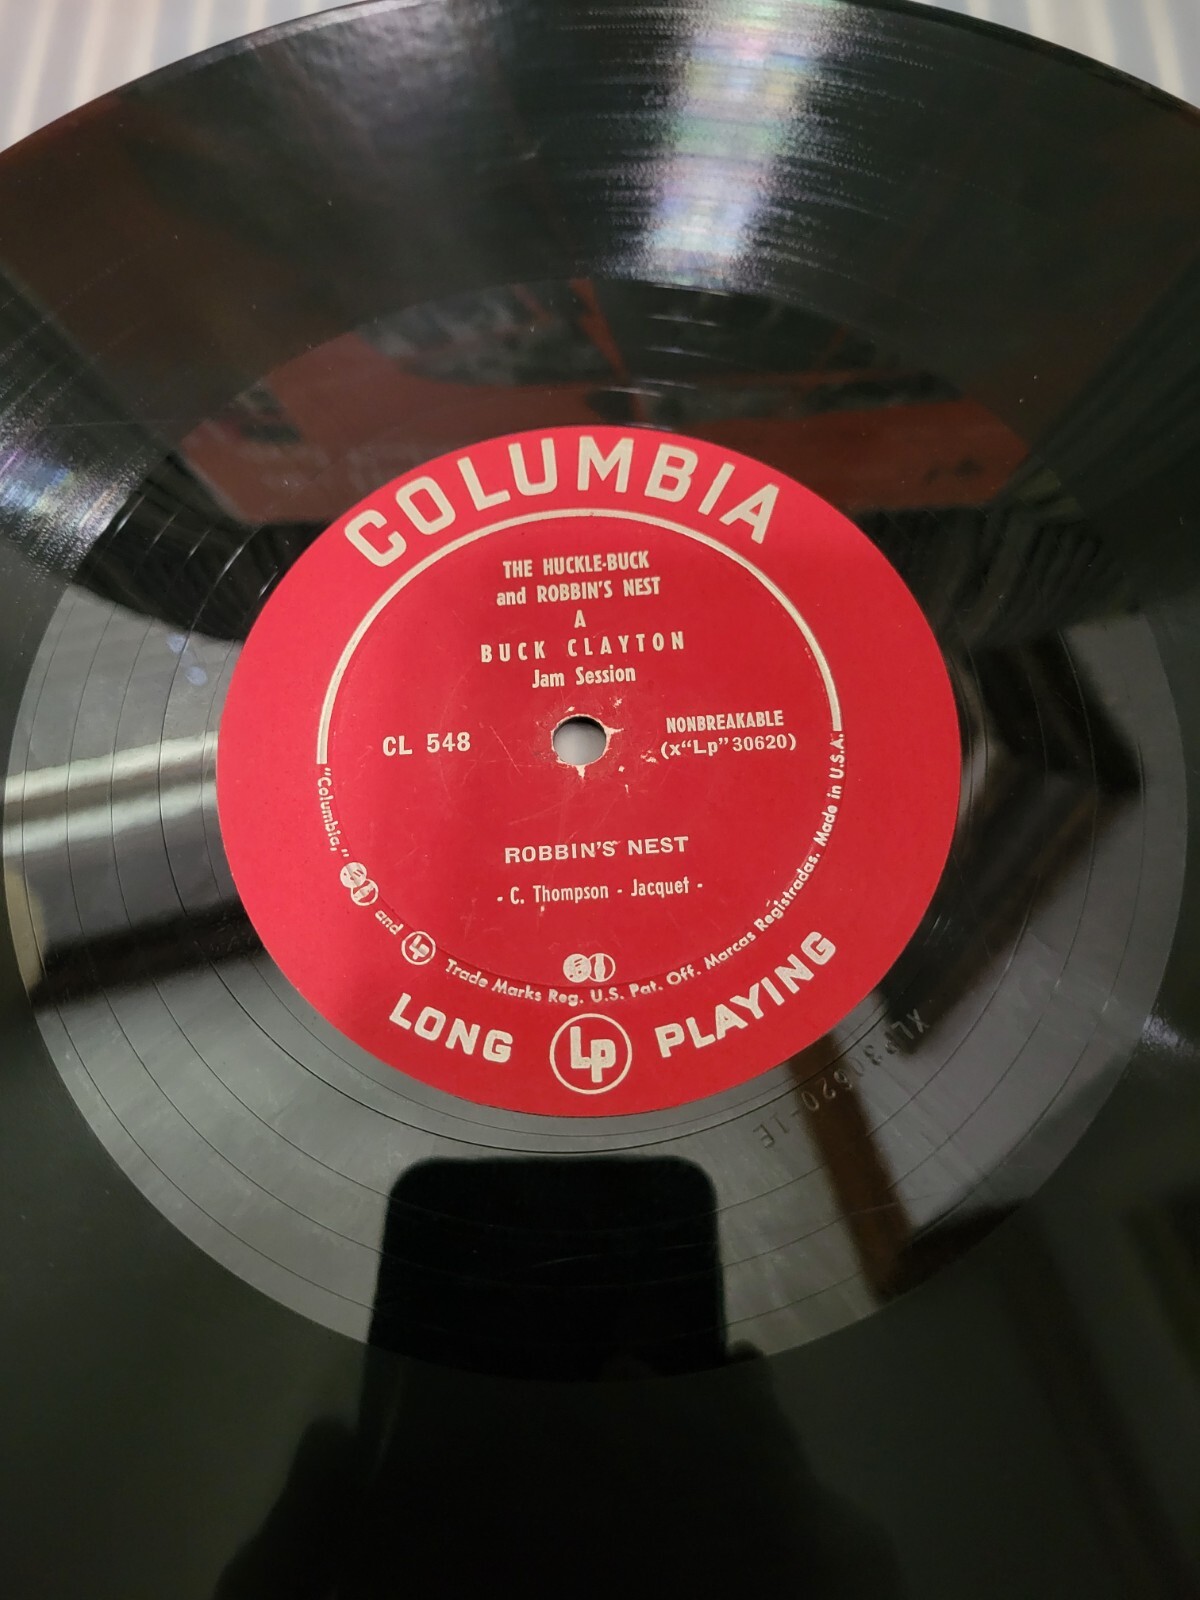 COLUMBIA
THE HUCKLE-BUCK
and ROBBIN'S NEST
A
BUCK CLAYTON
Jam Session
CL 548
NONBREAKABLE
(x"Lp"30620)
ROBBIN'S NEST
- C. Thompson - Jacquet -
"Columbia," and Lp Trade Marks Reg. U.S. Pat. Off. Marcas Registradas. Made in U.S.A.
LONG Lp PLAYING
XLP30620-1E